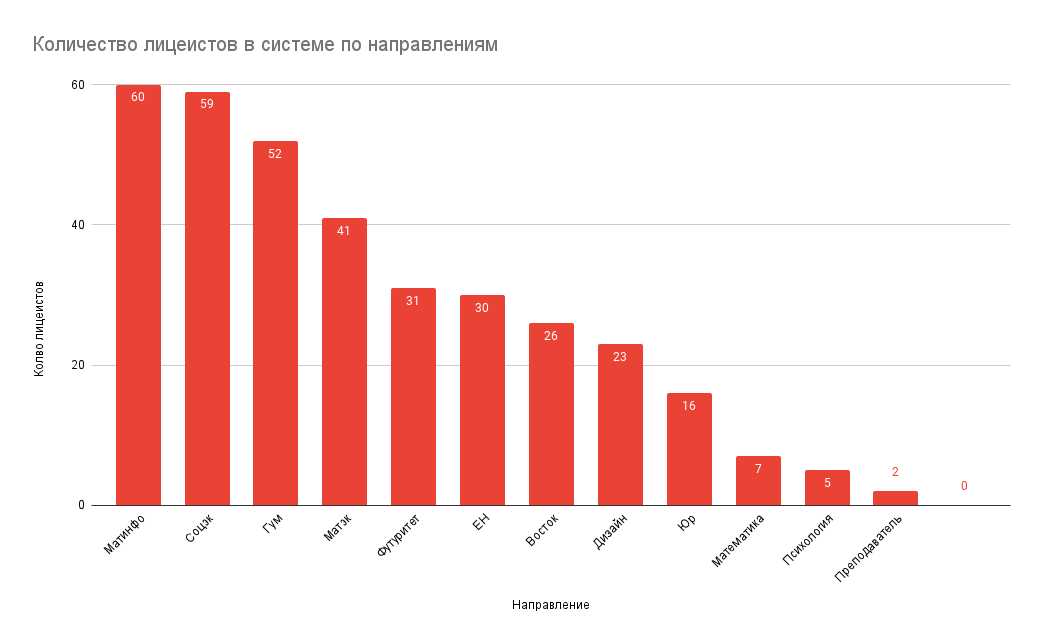 Количество лицеистов в системе по направлениям
Колво лицеистов
60
40
20
0
60
59
52
41
31
30
26
23
16
7
5
2
0
Матинфо
Соцэк
Гум
Матэк
Футуритет
ЕН
Восток
Дизайн
Юр
Математика
Психология
Преподаватель
Направление